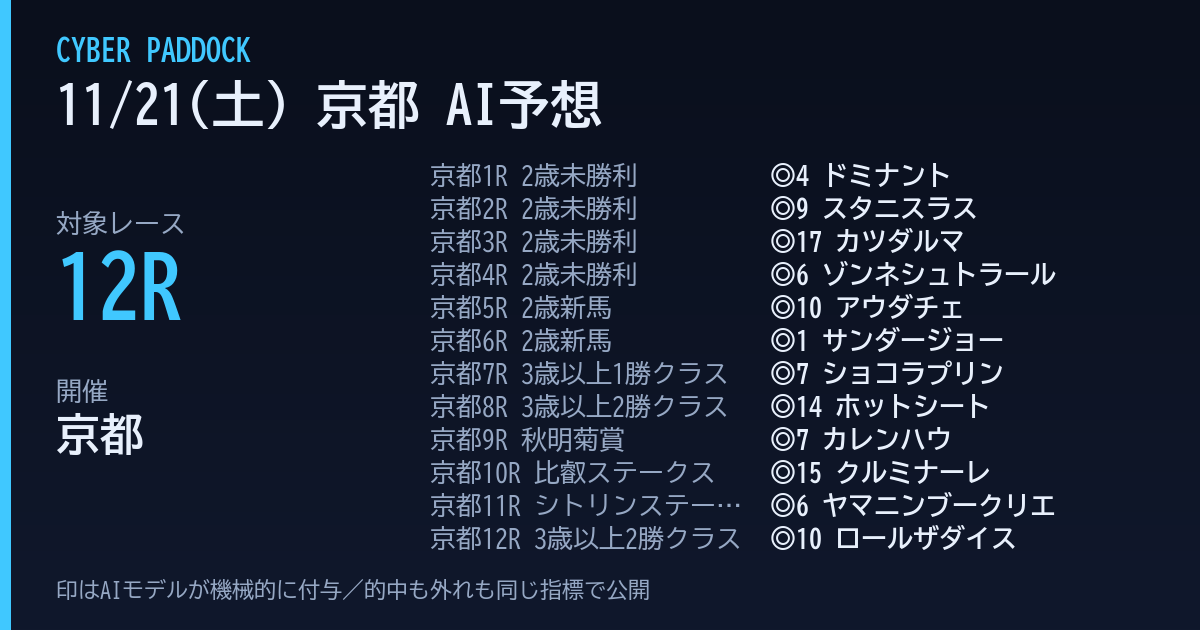 CYBER PADDOCK
11/21(土) 京都 AI予想
対象レース
12R
開催
京都
京都1R 2歳未勝利 ◎4 ドミナント
京都2R 2歳未勝利 ◎9 スタニスラス
京都3R 2歳未勝利 ◎17 カツダルマ
京都4R 2歳未勝利 ◎6 ゾンネシュトラール
京都5R 2歳新馬 ◎10 アウダチェ
京都6R 2歳新馬 ◎1 サンダージョー
京都7R 3歳以上1勝クラス ◎7 ショコラプリン
京都8R 3歳以上2勝クラス ◎14 ホットシート
京都9R 秋明菊賞 ◎7 カレンハウ
京都10R 比叡ステークス ◎15 クルミナーレ
京都11R シトリンステー… ◎6 ヤマニンブークリエ
京都12R 3歳以上2勝クラス ◎10 ロールザダイス
印はAIモデルが機械的に付与／的中も外れも同じ指標で公開